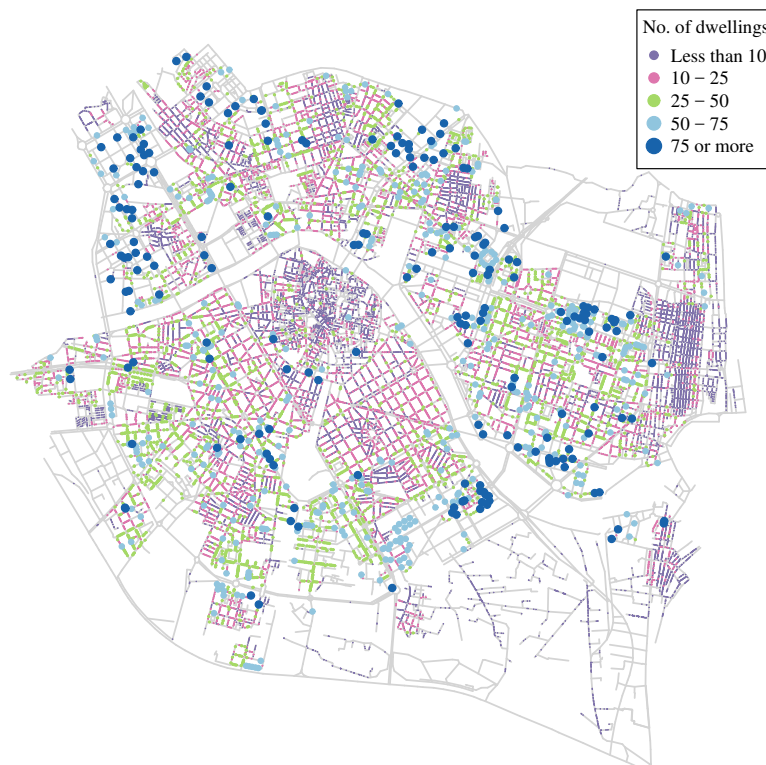 No. of dwellings
Less than 10
10 − 25
25 − 50
50 − 75
75 or more